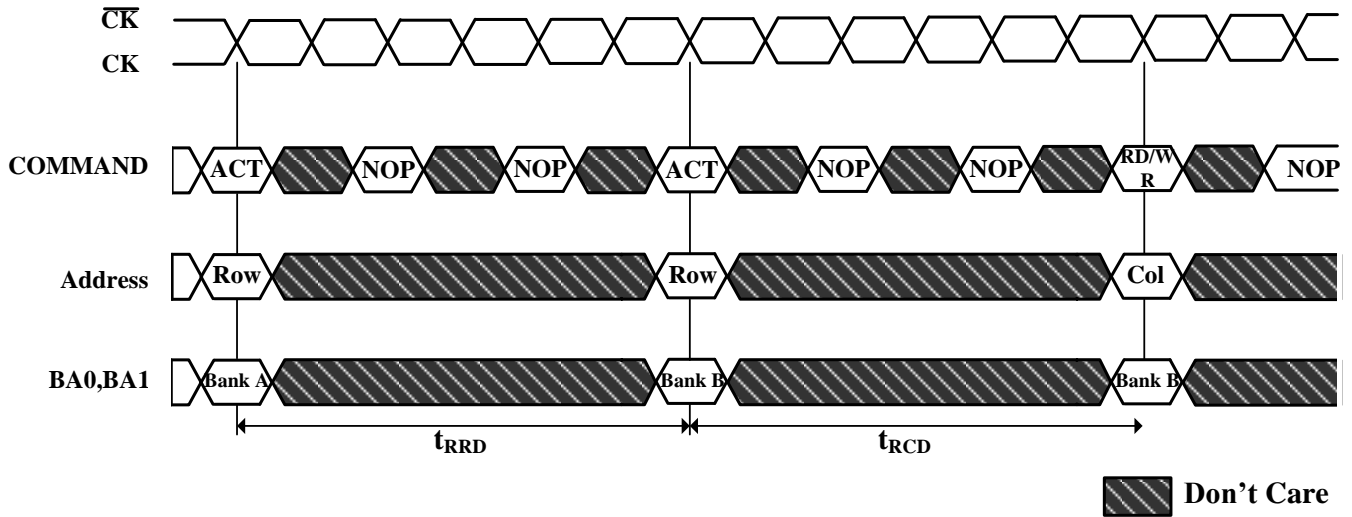 CK
CK
COMMAND
ACT
NOP
NOP
ACT
NOP
NOP
RD/W
R
NOP
Address
Row
Row
Col
BA0,BA1
Bank A
Bank B
Bank B
tRRD
tRCD
Don't Care